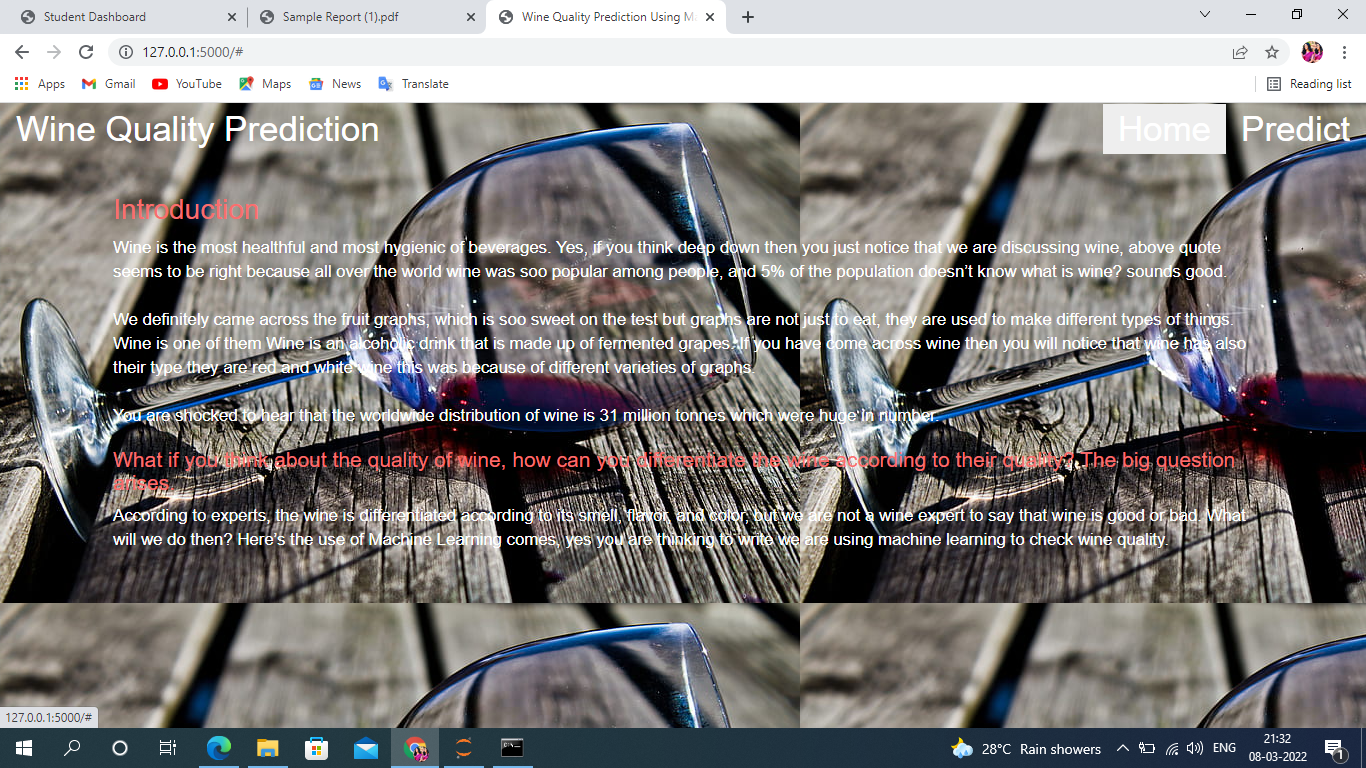 Student Dashboard
Sample Report (1).pdf
Wine Quality Prediction Using M
127.0.0.1:5000/#
Apps
Gmail
YouTube
Maps
News
Translate
Reading list
Wine Quality Prediction
Home
Predict
Introduction
Wine is the most healthful and most hygienic of beverages. Yes, if you think deep down then you just notice that we are discussing wine, above quote
seems to be right because all over the world wine was soo popular among people, and 5% of the population doesn't know what is wine? sounds good.
We definitely came across the fruit graphs, which is soo sweet on the test but graphs are not just to eat, they are used to make different types of things.
Wine is one of them Wine is an alcoholic drink that is made up of fermented grapes. If you have come across wine then you will notice that wine has also
their type they are red and white wine this was because of different varieties of graphs.
You are shocked to hear that the worldwide distribution of wine is 31 million tonnes which were huge in number.
What if you think about the quality of wine, how can you differentiate the wine according to their quality? The big question
arises.
According to experts, the wine is differentiated according to its smell, flavor, and color, but we are not a wine expert to say that wine is good or bad. What
will we do then? Here's the use of Machine Learning comes, yes you are thinking to write we are using machine learning to check wine quality.
127.0.0.1:5000/#
28°C Rain showers
ENG
21:32
08-03-2022
1